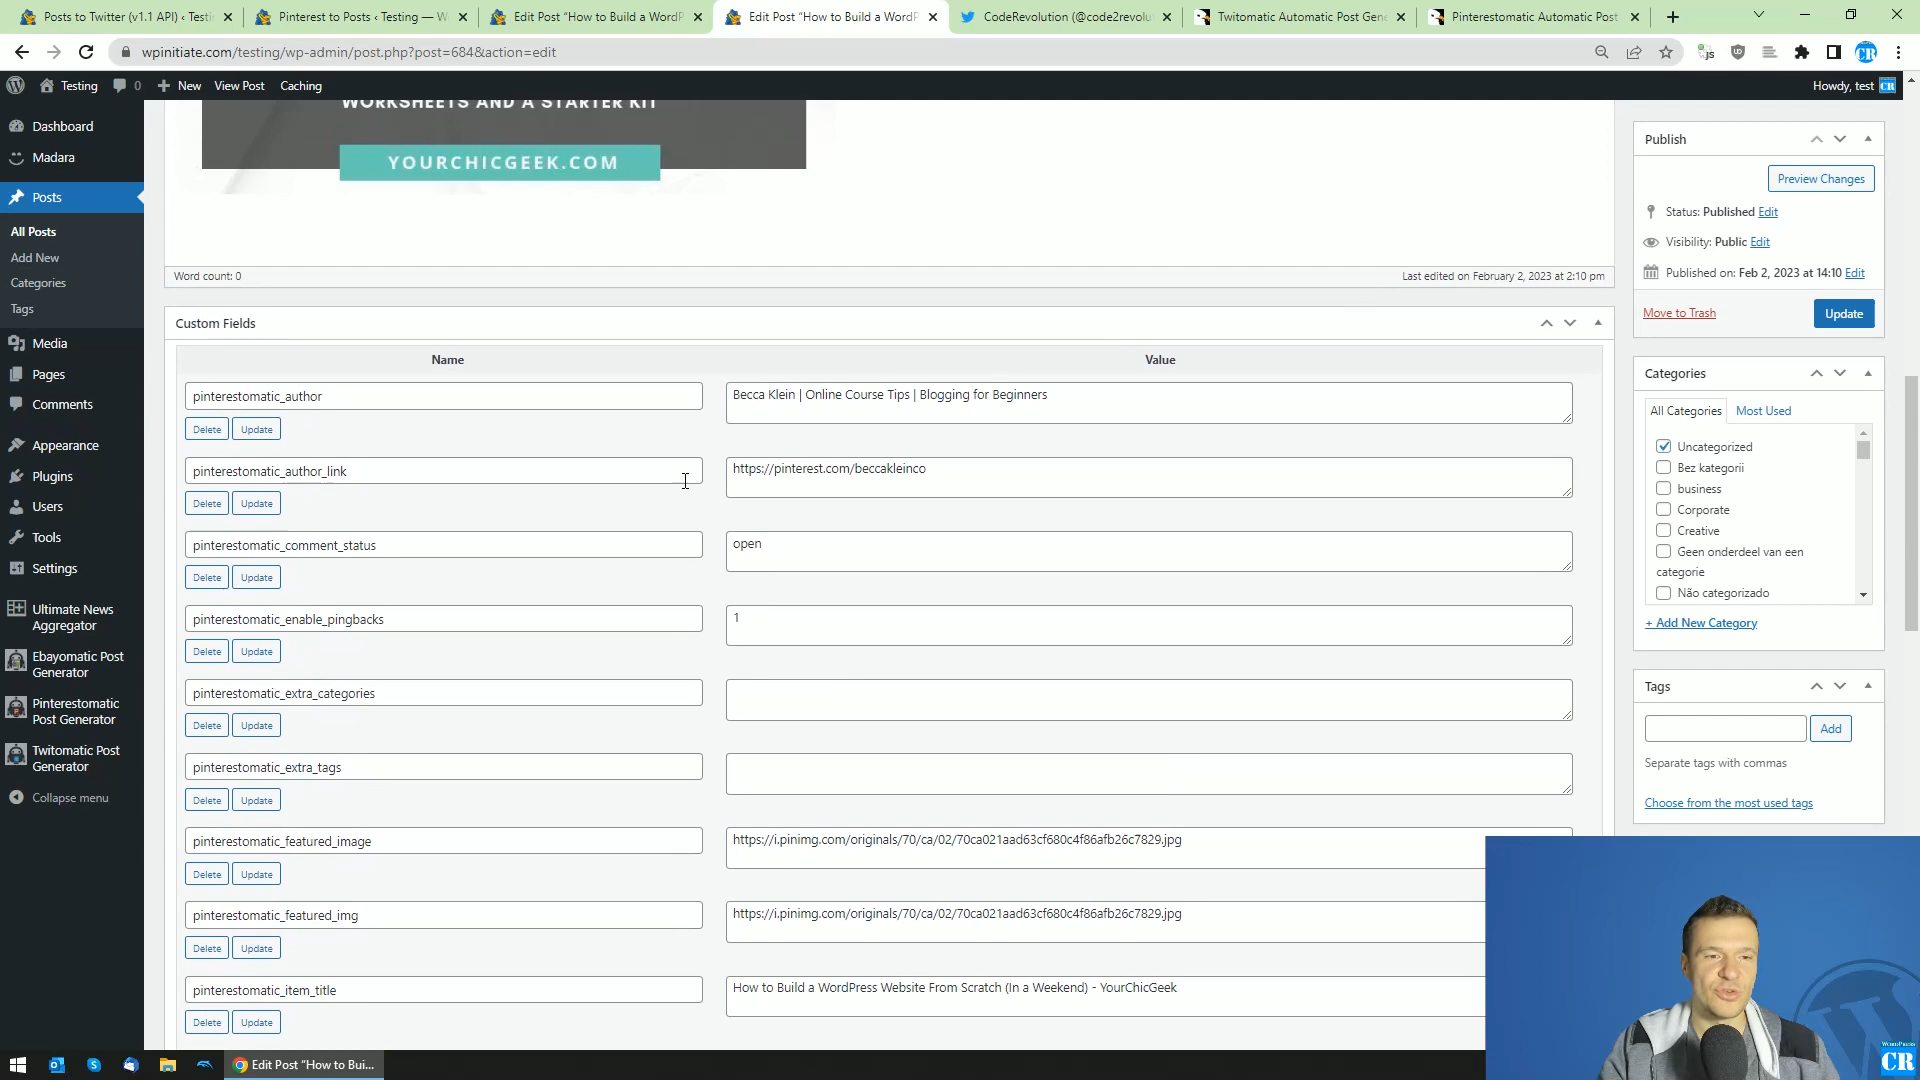 Posts to Twitter (v1.1 API) ‹ Testi
Pinterest to Posts ‹ Testing — W
Edit Post "How to Build a WordP
Edit Post "How to Build a WordP
CodeRevolution (@code2revolu
Twitomatic Automatic Post Gene
Pinterestomatic Automatic Post
wpinitiate.com/testing/wp-admin/post.php?post=684&action=edit
Testing
0
New
View Post
Caching
Howdy, test
Dashboard
Madara
Posts
All Posts
Add New
Categories
Tags
Media
Pages
Comments
Appearance
Plugins
Users
Tools
Settings
Ultimate News
Aggregator
Ebayomatic Post
Generator
Pinterestomatic
Post Generator
Twitomatic Post
Generator
Collapse menu
WORKSHEETS AND A STARTER KIT
YOURCHICGEEK.COM
Word count: 0
Last edited on February 2, 2023 at 2:10 pm
Custom Fields
Name
Value
pinterestomatic_author
Becca Klein | Online Course Tips | Blogging for Beginners
Delete
Update
pinterestomatic_author_link
https://pinterest.com/beccakleinco
Delete
Update
pinterestomatic_comment_status
open
Delete
Update
pinterestomatic_enable_pingbacks
1
Delete
Update
pinterestomatic_extra_categories
Delete
Update
pinterestomatic_extra_tags
Delete
Update
pinterestomatic_featured_image
https://i.pinimg.com/originals/70/ca/02/70ca021aad63cf680c4f86afb26c7829.jpg
Delete
Update
pinterestomatic_featured_img
https://i.pinimg.com/originals/70/ca/02/70ca021aad63cf680c4f86afb26c7829.jpg
Delete
Update
pinterestomatic_item_title
How to Build a WordPress Website From Scratch (In a Weekend) - YourChicGeek
Delete
Update
Publish
Preview Changes
Status: Published Edit
Visibility: Public Edit
Published on: Feb 2, 2023 at 14:10 Edit
Move to Trash
Update
Categories
All Categories
Most Used
Uncategorized
Bez kategorii
business
Corporate
Creative
Geen onderdeel van een
categorie
Não categorizado
+ Add New Category
Tags
Add
Separate tags with commas
Choose from the most used tags
Edit Post "How to Bui...
WORDPRESS
CR